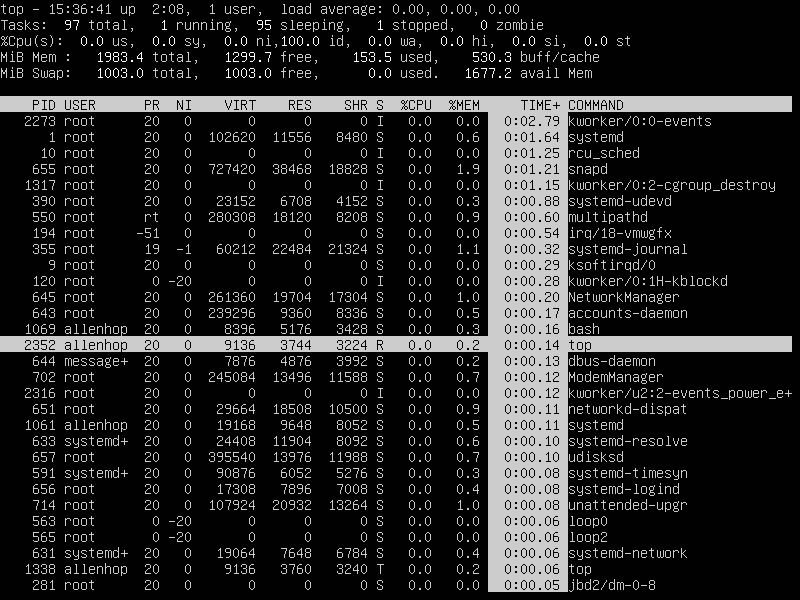 top - 15:36:41 up  2:08,  1 user,  load average: 0.00, 0.00, 0.00
Tasks:  97 total,   1 running,  95 sleeping,   1 stopped,   0 zombie
%Cpu(s):  0.0 us,  0.0 sy,  0.0 ni,100.0 id,  0.0 wa,  0.0 hi,  0.0 si,  0.0 st
MiB Mem :   1983.4 total,   1299.7 free,    153.5 used,    530.3 buff/cache
MiB Swap:   1003.0 total,   1003.0 free,      0.0 used.   1677.2 avail Mem
PID USER      PR  NI    VIRT    RES    SHR S  %CPU  %MEM     TIME+ COMMAND
2273 root      20   0       0      0      0 I   0.0   0.0   0:02.79 kworker/0:0-events
1 root      20   0  102620  11556   8480 S   0.0   0.6   0:01.64 systemd
10 root      20   0       0      0      0 I   0.0   0.0   0:01.25 rcu_sched
655 root      20   0  727420  38468  18828 S   0.0   1.9   0:01.21 snapd
1317 root      20   0       0      0      0 I   0.0   0.0   0:01.15 kworker/0:2-cgroup_destroy
390 root      20   0   23152   6708   4152 S   0.0   0.3   0:00.88 systemd-udevd
550 root      rt   0  280308  18120   8208 S   0.0   0.9   0:00.60 multipathd
194 root     -51   0       0      0      0 S   0.0   0.0   0:00.54 irq/18-vmwgfx
355 root      19  -1   60212  22484  21324 S   0.0   1.1   0:00.32 systemd-journal
9 root      20   0       0      0      0 S   0.0   0.0   0:00.29 ksoftirqd/0
120 root       0 -20       0      0      0 I   0.0   0.0   0:00.28 kworker/0:1H-kblockd
645 root      20   0  261360  19704  17304 S   0.0   1.0   0:00.20 NetworkManager
643 root      20   0  239296   9360   8336 S   0.0   0.5   0:00.17 accounts-daemon
1069 allenhop  20   0    8396   5176   3428 S   0.0   0.3   0:00.16 bash
2352 allenhop  20   0    9136   3744   3224 R   0.0   0.2   0:00.14 top
644 message+  20   0    7876   4876   3992 S   0.0   0.2   0:00.13 dbus-daemon
702 root      20   0  245084  13496  11588 S   0.0   0.7   0:00.12 ModemManager
2316 root      20   0       0      0      0 I   0.0   0.0   0:00.12 kworker/u2:2-events_power_e+
651 root      20   0   29664  18508  10500 S   0.0   0.9   0:00.11 networkd-dispat
1061 allenhop  20   0   19168   9648   8052 S   0.0   0.5   0:00.11 systemd
633 systemd+  20   0   24408  11904   8092 S   0.0   0.6   0:00.10 systemd-resolve
657 root      20   0  395540  13976  11988 S   0.0   0.7   0:00.10 udisksd
591 systemd+  20   0   90876   6052   5276 S   0.0   0.3   0:00.08 systemd-timesyn
656 root      20   0   17308   7896   7008 S   0.0   0.4   0:00.08 systemd-logind
714 root      20   0  107924  20932  13264 S   0.0   1.0   0:00.08 unattended-upgr
563 root       0 -20       0      0      0 S   0.0   0.0   0:00.06 loop0
565 root       0 -20       0      0      0 S   0.0   0.0   0:00.06 loop2
631 systemd+  20   0   19064   7648   6784 S   0.0   0.4   0:00.06 systemd-network
1338 allenhop  20   0    9136   3760   3240 T   0.0   0.2   0:00.06 top
281 root      20   0       0      0      0 S   0.0   0.0   0:00.05 jbd2/dm-0-8